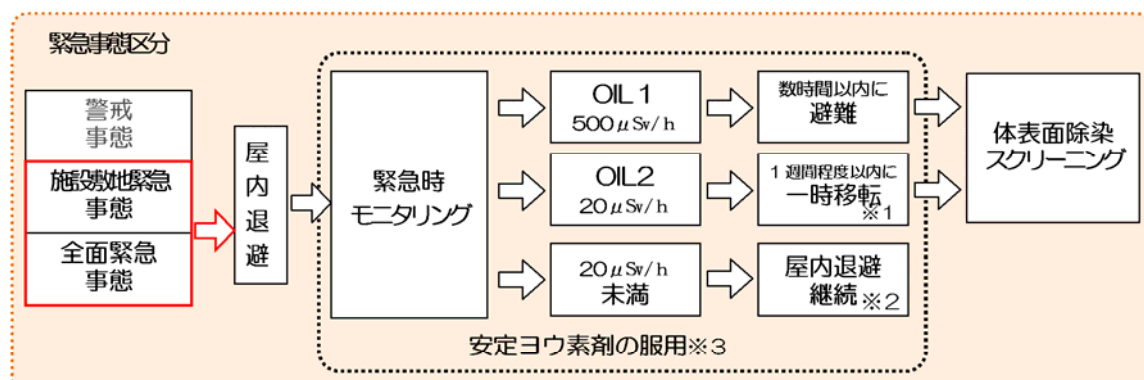 緊急事態区分
警戒
事態
施設敷地緊急
事態
全面緊急
事態
屋内退避
緊急時
モニタリング
OIL1
500μSv/h
数時間以内に
避難
OIL2
20μSv/h
1週間程度以内に
一時移転※1
20μSv/h
未満
屋内退避
継続※2
体表面除染
スクリーニング
安定ヨウ素剤の服用※3